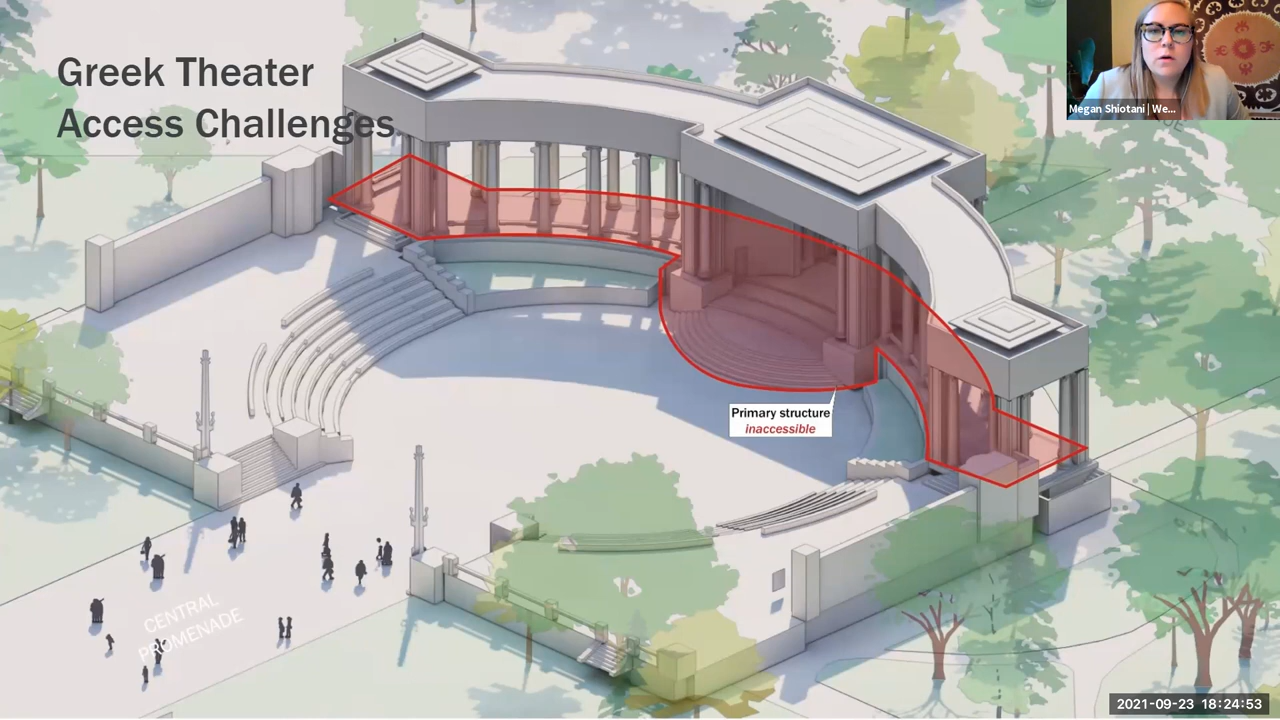 Greek Theater
Access Challenges
Megan Shiotani | We...
Primary structure
inaccessible
CENTRAL
PROMENADE
2021-09-23 18:24:53